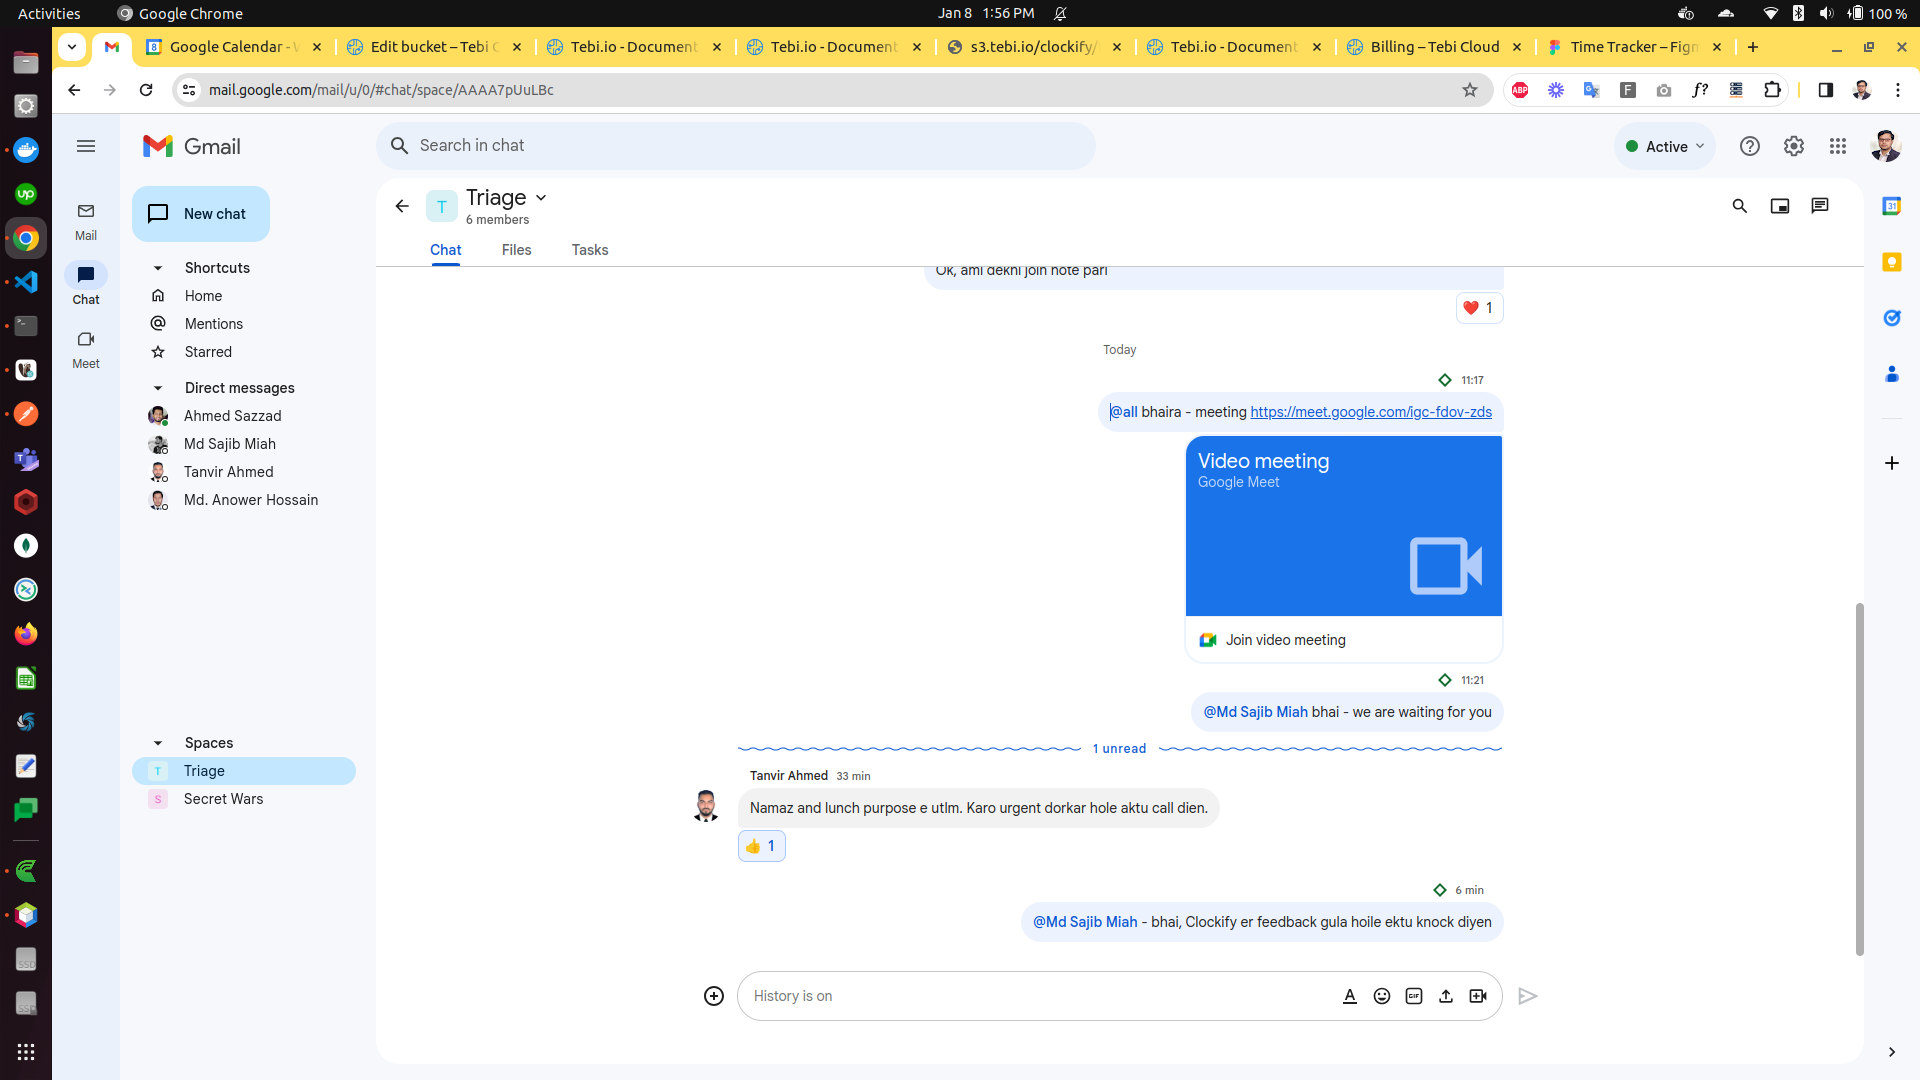 Activities
Google Chrome
Jan 8 1:56 PM
100 %
Google Calendar - W
Edit bucket – Tebi C
Tebi.io - Document
Tebi.io - Document
s3.tebi.io/clockify/
Tebi.io - Document
Billing – Tebi Cloud
Time Tracker – Figm
mail.google.com/mail/u/0/#chat/space/AAAA7pUuLBc
ABP
F
f?
Gmail
Search in chat
Active
Mail
Chat
Meet
New chat
Shortcuts
Home
Mentions
Starred
Direct messages
Ahmed Sazzad
Md Sajib Miah
Tanvir Ahmed
Md. Anower Hossain
Spaces
T Triage
S Secret Wars
T
Triage
6 members
Chat Files Tasks
Ok, ami dekhi join hote pari
1
Today
11:17
@all bhaira - meeting https://meet.google.com/igc-fdov-zds
Video meeting
Google Meet
Join video meeting
11:21
@Md Sajib Miah bhai - we are waiting for you
1 unread
Tanvir Ahmed 33 min
Namaz and lunch purpose e utlm. Karo urgent dorkar hole aktu call dien.
1
6 min
@Md Sajib Miah - bhai, Clockify er feedback gula hoile ektu knock diyen
History is on
GIF
up
31
SSD
SSD